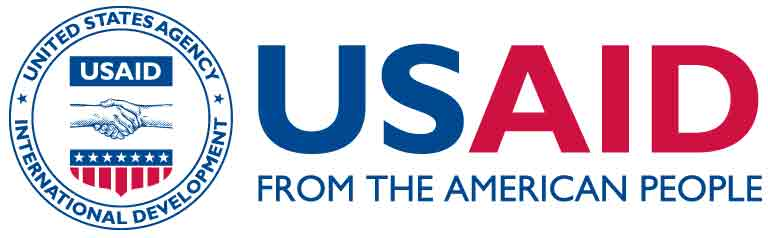 UNITED STATES AGENCY
USAID
INTERNATIONAL DEVELOPMENT
USAID
FROM THE AMERICAN PEOPLE